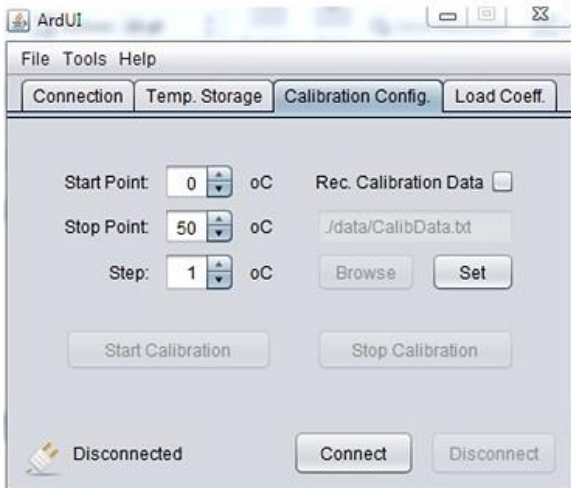 ArdUI
File Tools Help
Connection Temp. Storage Calibration Config. Load Coeff.
Start Point: 0 oC Rec. Calibration Data
Stop Point: 50 oC ./data/CalibData.txt
Step: 1 oC Browse Set
Start Calibration Stop Calibration
Disconnected Connect Disconnect